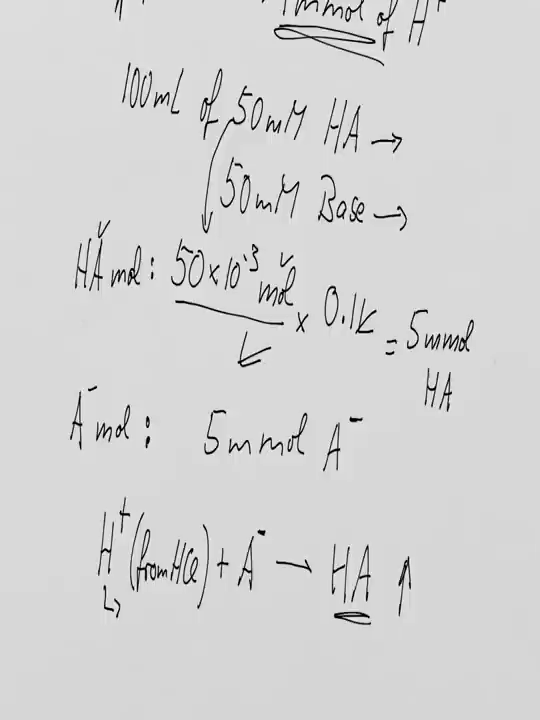 1mmol of H⁺
100mL of 50mM HA →
50mM Base →
HA mol: 50×10⁻³ mol × 0.1L = 5mmol
L HA
A⁻ mol: 5mmol A⁻
H⁺ (from HCl) + A⁻ → HA ↑